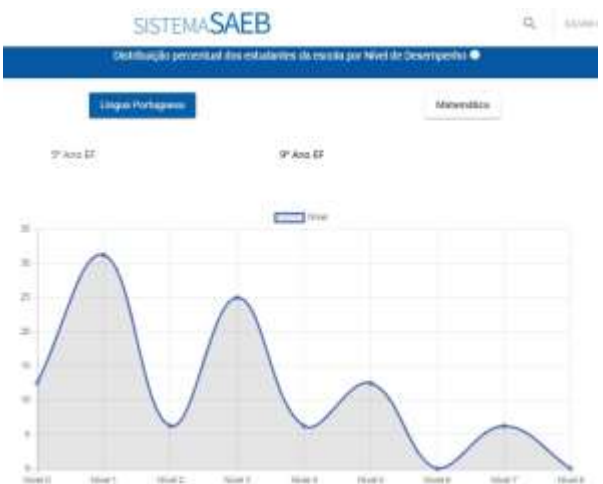 SISTEMASAEB
Distribuição percentual dos estudantes da escola por Nível de Desempenho
Língua Portuguesa
Matemática
5º Ano EF
9º Ano EF
Nível
35
30
25
20
15
10
5
0
Nível 0
Nível 1
Nível 2
Nível 3
Nível 4
Nível 5
Nível 6
Nível 7
Nível 8